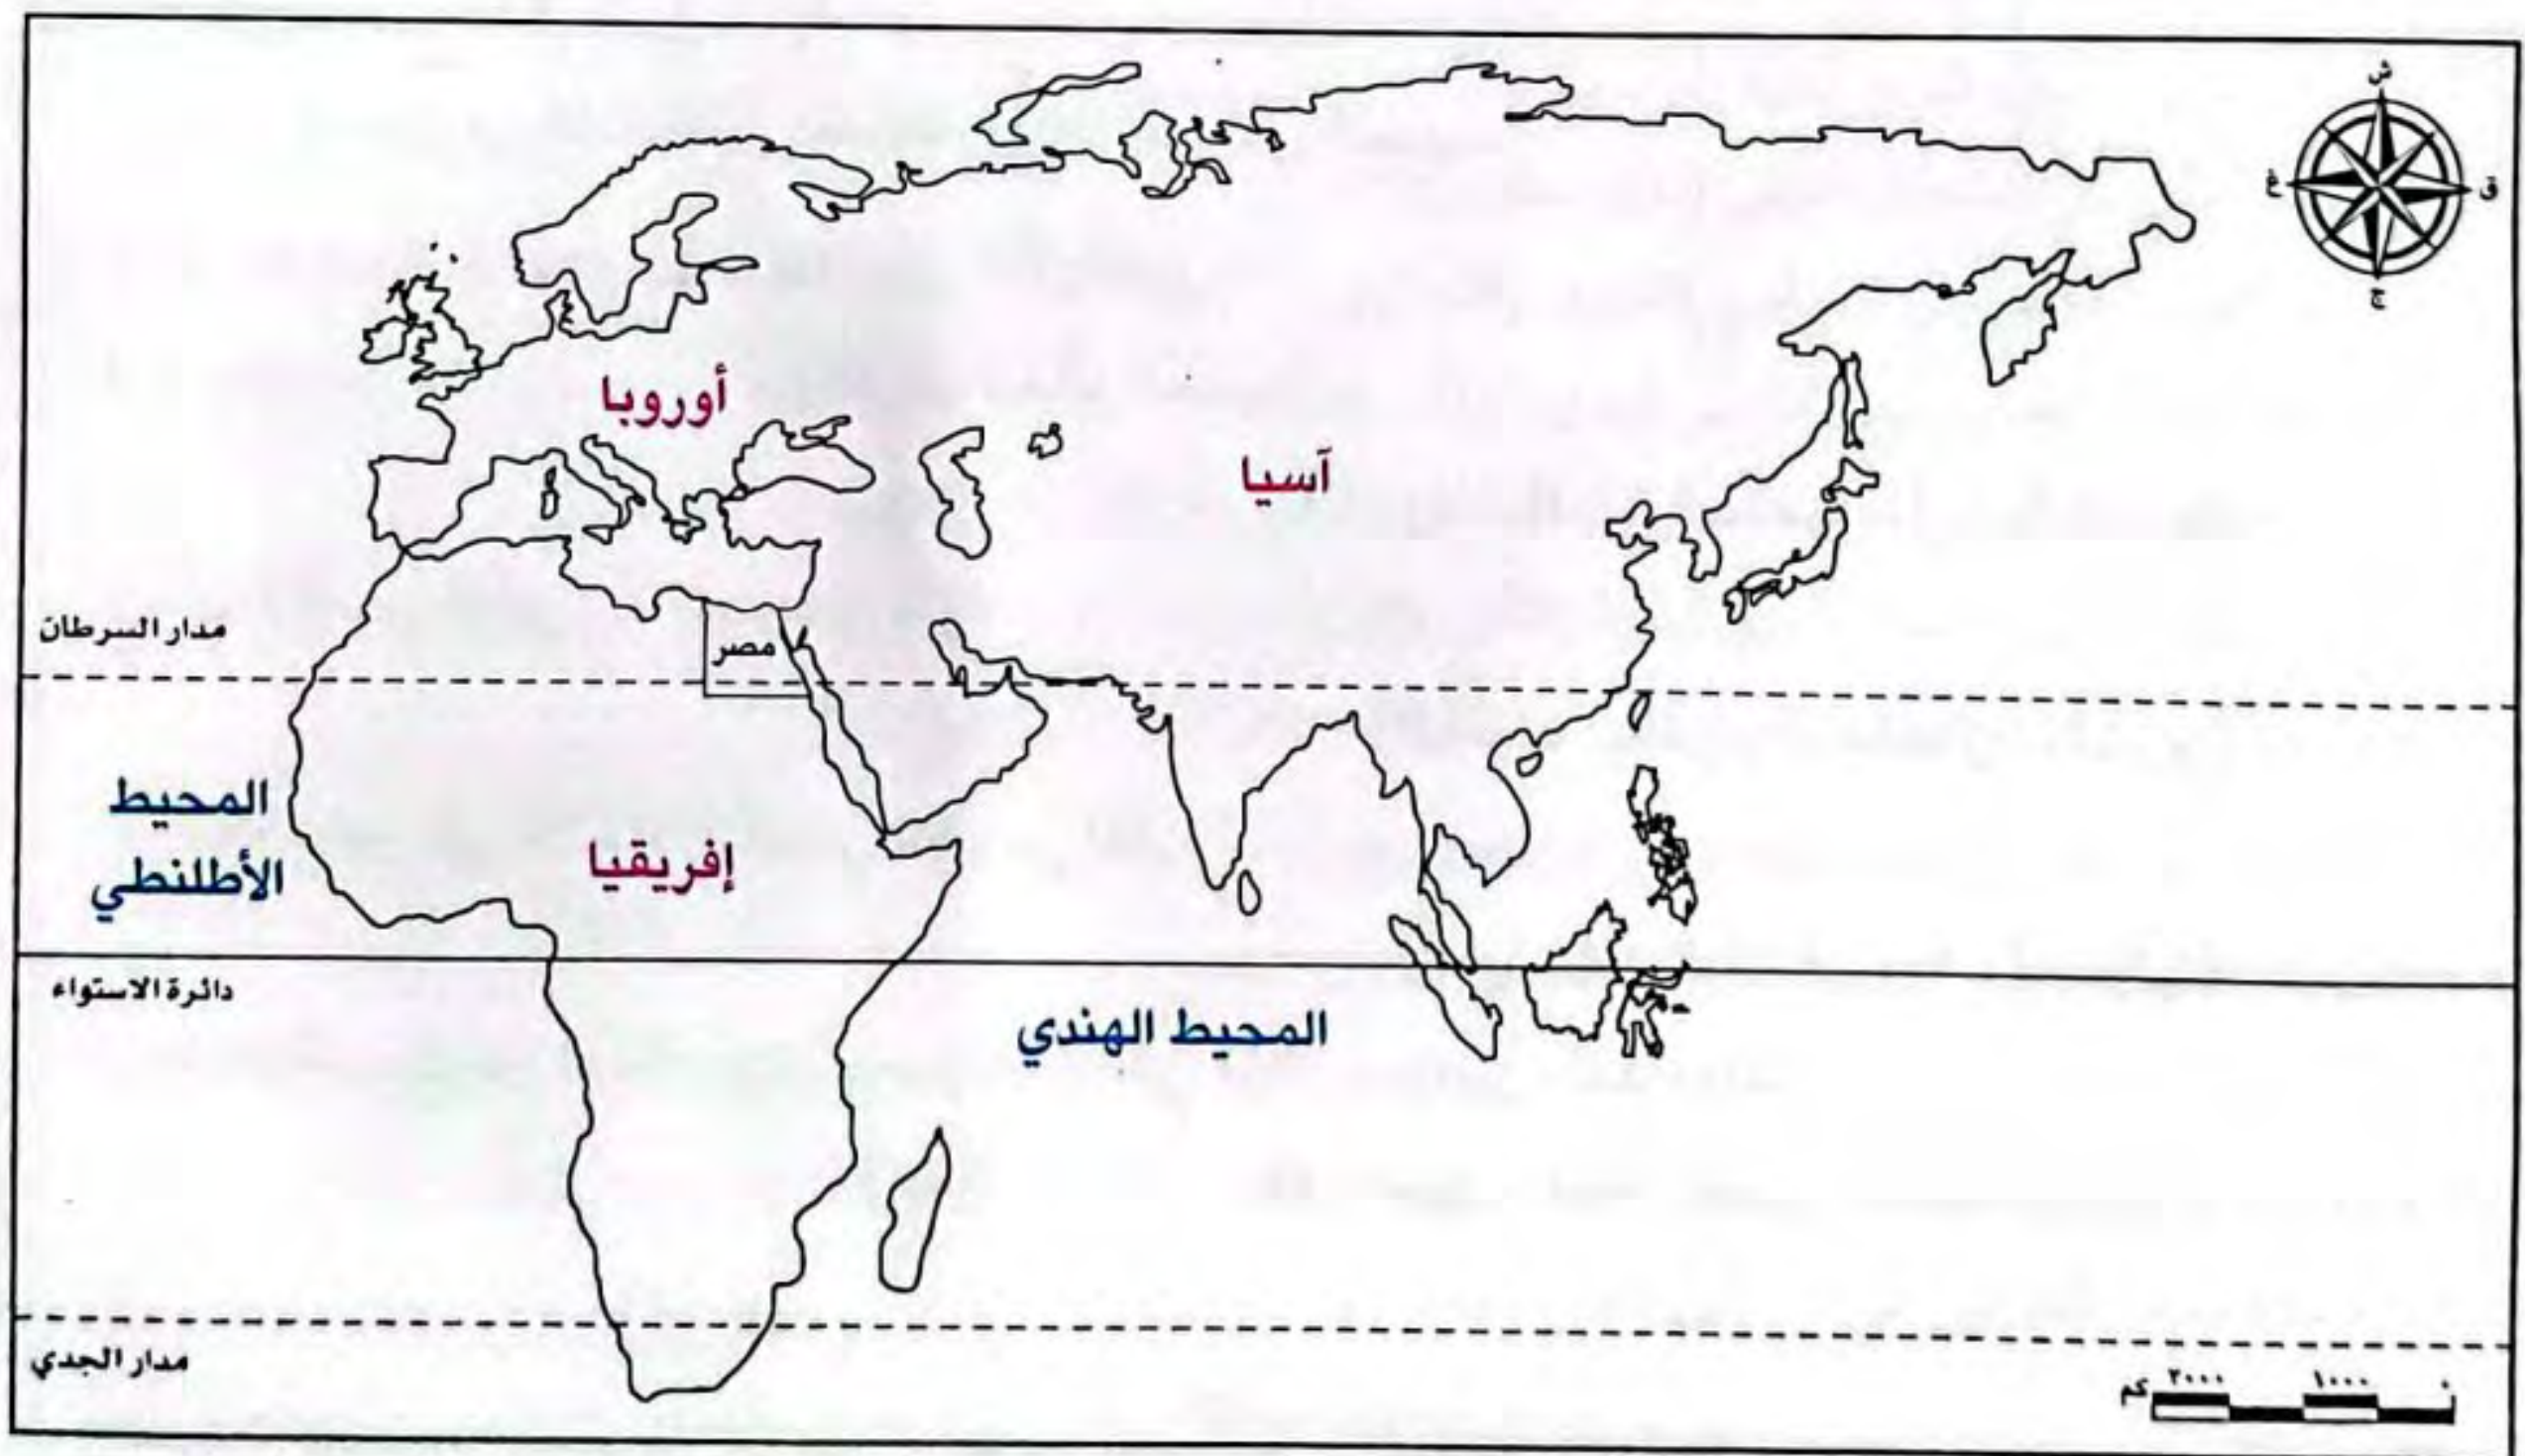 ش
ق
غ
ج
أوروبا
آسيا
مدار السرطان
مصر
المحيط
الأطلنطي
إفريقيا
دائرة الاستواء
المحيط الهندي
مدار الجدي
٠ ١٠٠٠ ٢٠٠٠ كم